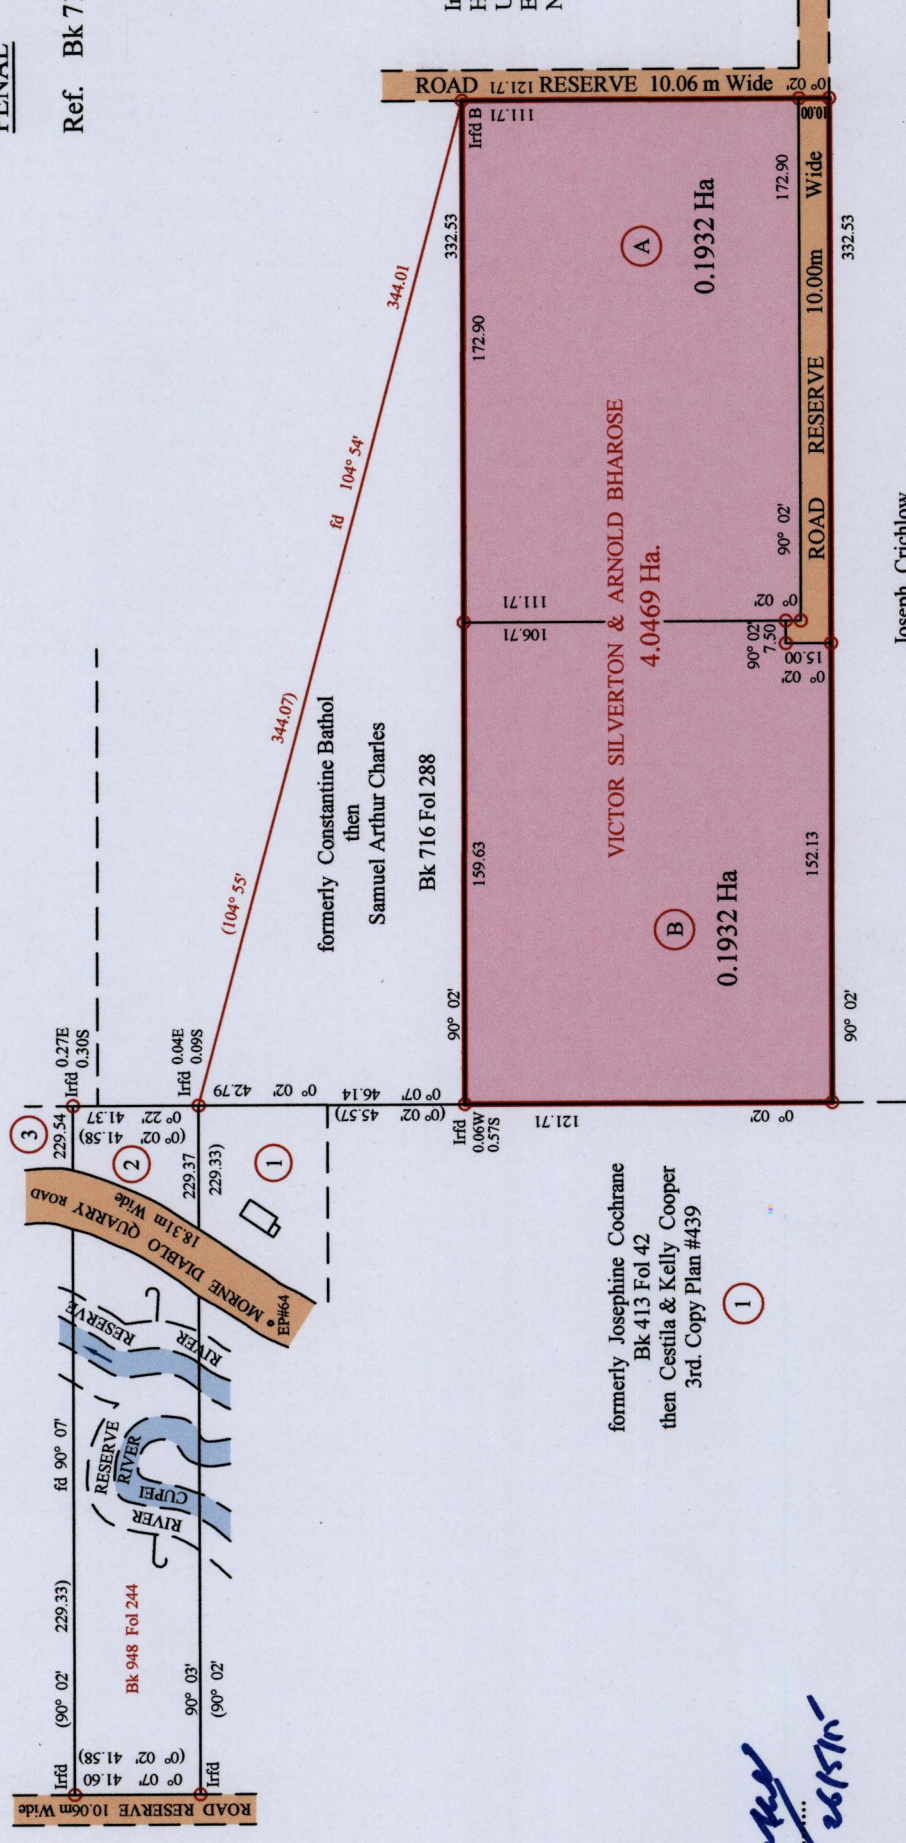 PENAL
Ref. Bk 7
ROAD RESERVE 10.06 m Wide
121.71
0° 02'
Irfd B
111.71
10.00
332.53
172.90
A
0.1932 Ha
172.90
ROAD RESERVE 10.00m Wide
332.53
344.01
fd 104° 54'
344.07)
(104° 55'
formerly Constantine Bathol
then
Samuel Arthur Charles
Bk 716 Fol 288
VICTOR SILVERTON & ARNOLD BHAROSE
4.0469 Ha.
111.71
106.71
90° 02'
0° 02'
90° 02'
7.50
15.00
0° 02'
159.63
90° 02'
B
0.1932 Ha
152.13
90° 02'
Joseph Crichlow
Irfd 0.27E
0.30S
Irfd 0.04E
0.09S
42.79
0° 02'
46.14
0° 07'
45.57)
(0° 02'
Irfd
0.06W
0.57S
121.71
0° 02'
3
229.54
41.37
0°22'
41.58)
(0° 02'
2
229.37
229.33)
1
MORNE DIABLO QUARRY ROAD
18.31m Wide
EP#64
RIVER RESERVE
RESERVE
RIVER
CUPEI
RIVER
fd 90° 07'
229.33)
(90° 02'
Bk 948 Fol 244
90° 03'
(90° 02'
Irfd
41.60 0° 07'
41.58) (0° 02'
Irfd
ROAD RESERVE 10.06m Wide
formerly Josephine Cochrane
Bk 413 Fol 42
then Cestila & Kelly Cooper
3rd. Copy Plan #439
1